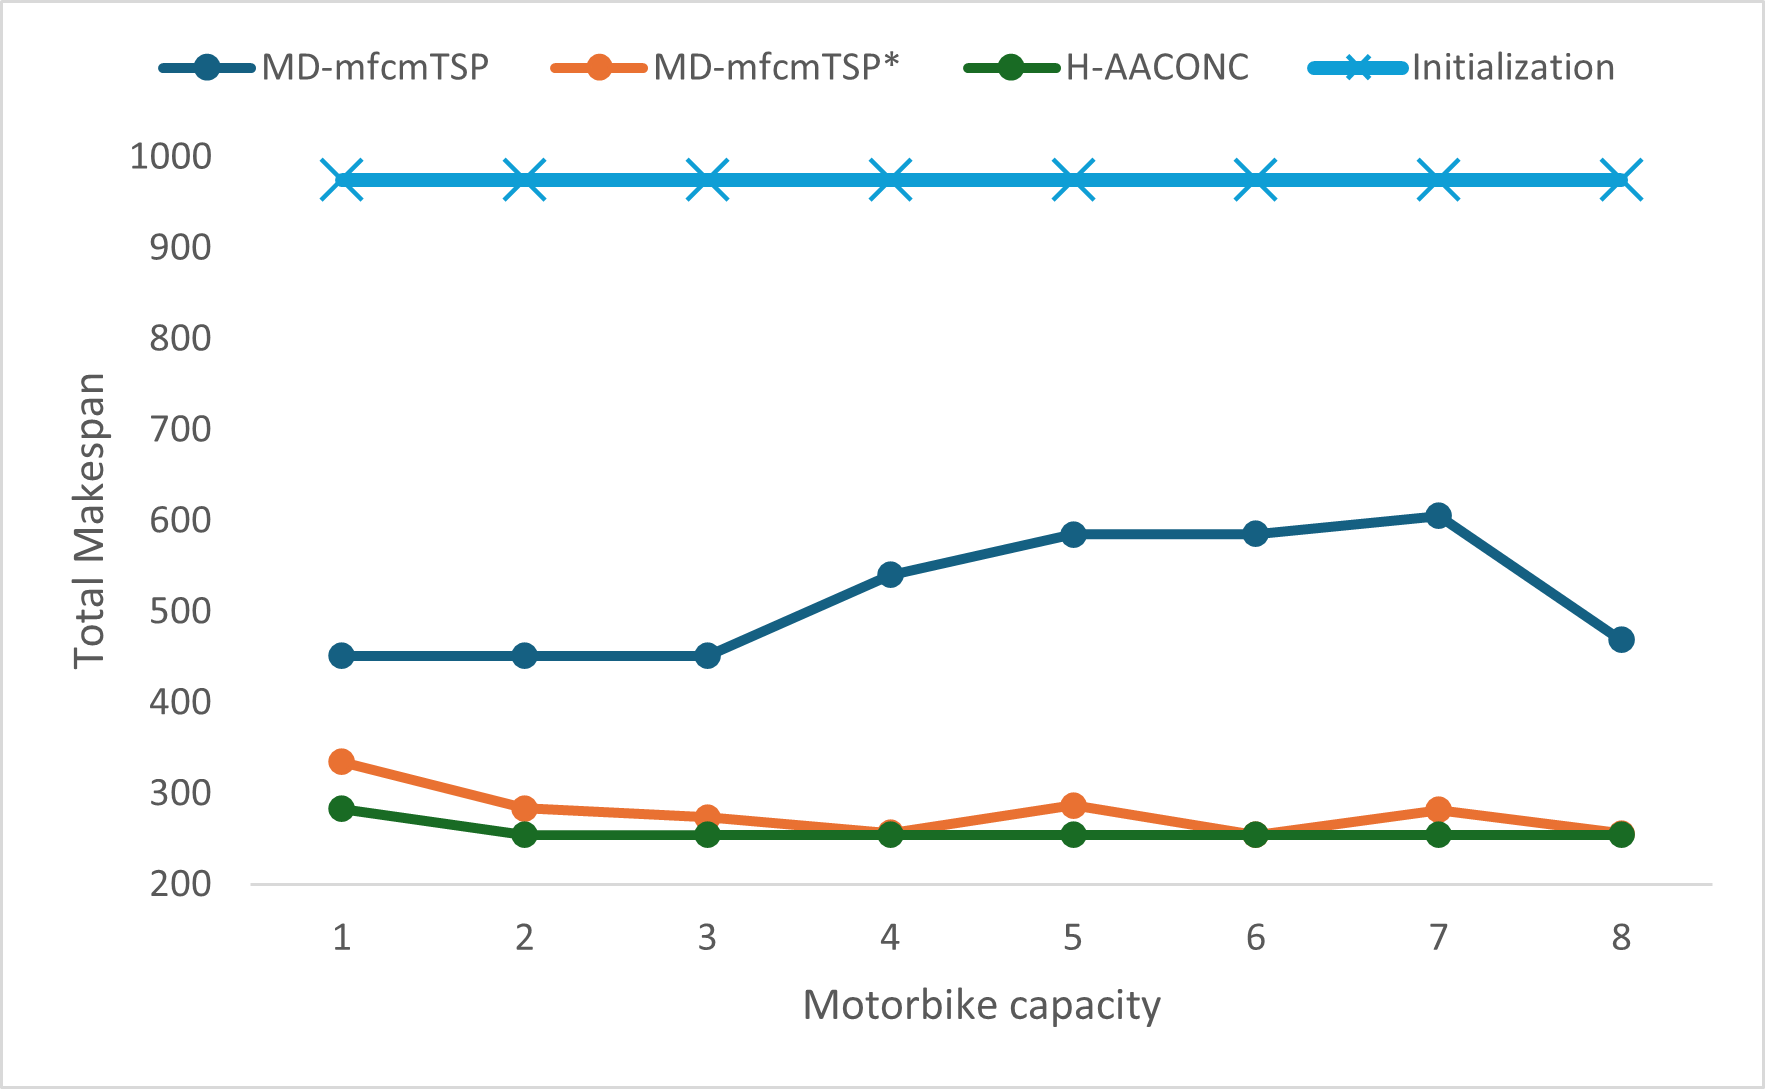 MD-mfcmTSP MD-mfcmTSP* H-AACONC Initialization
1000
900
800
700
600
500
400
300
200
Total Makespan
1 2 3 4 5 6 7 8
Motorbike capacity